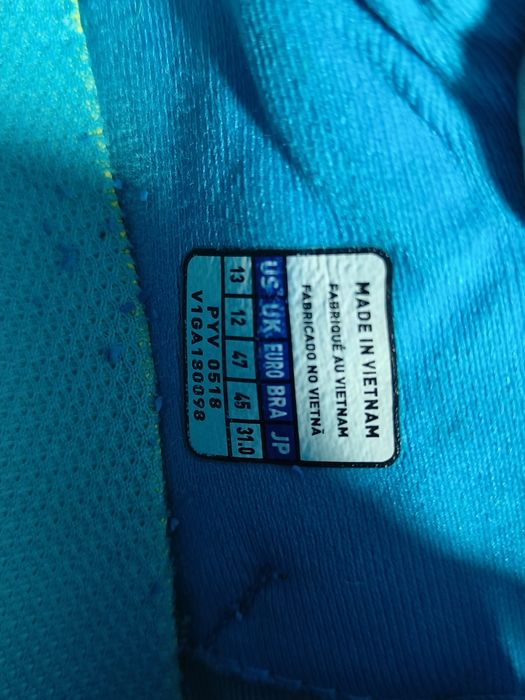 MADE IN VIETNAM
FABRIQUÉ AU VIETNAM
FABRICADO NO VIETNÃ
US UK EURO BRA JP
13 12 47 45 31.0
PYV 0518
V1GA180098